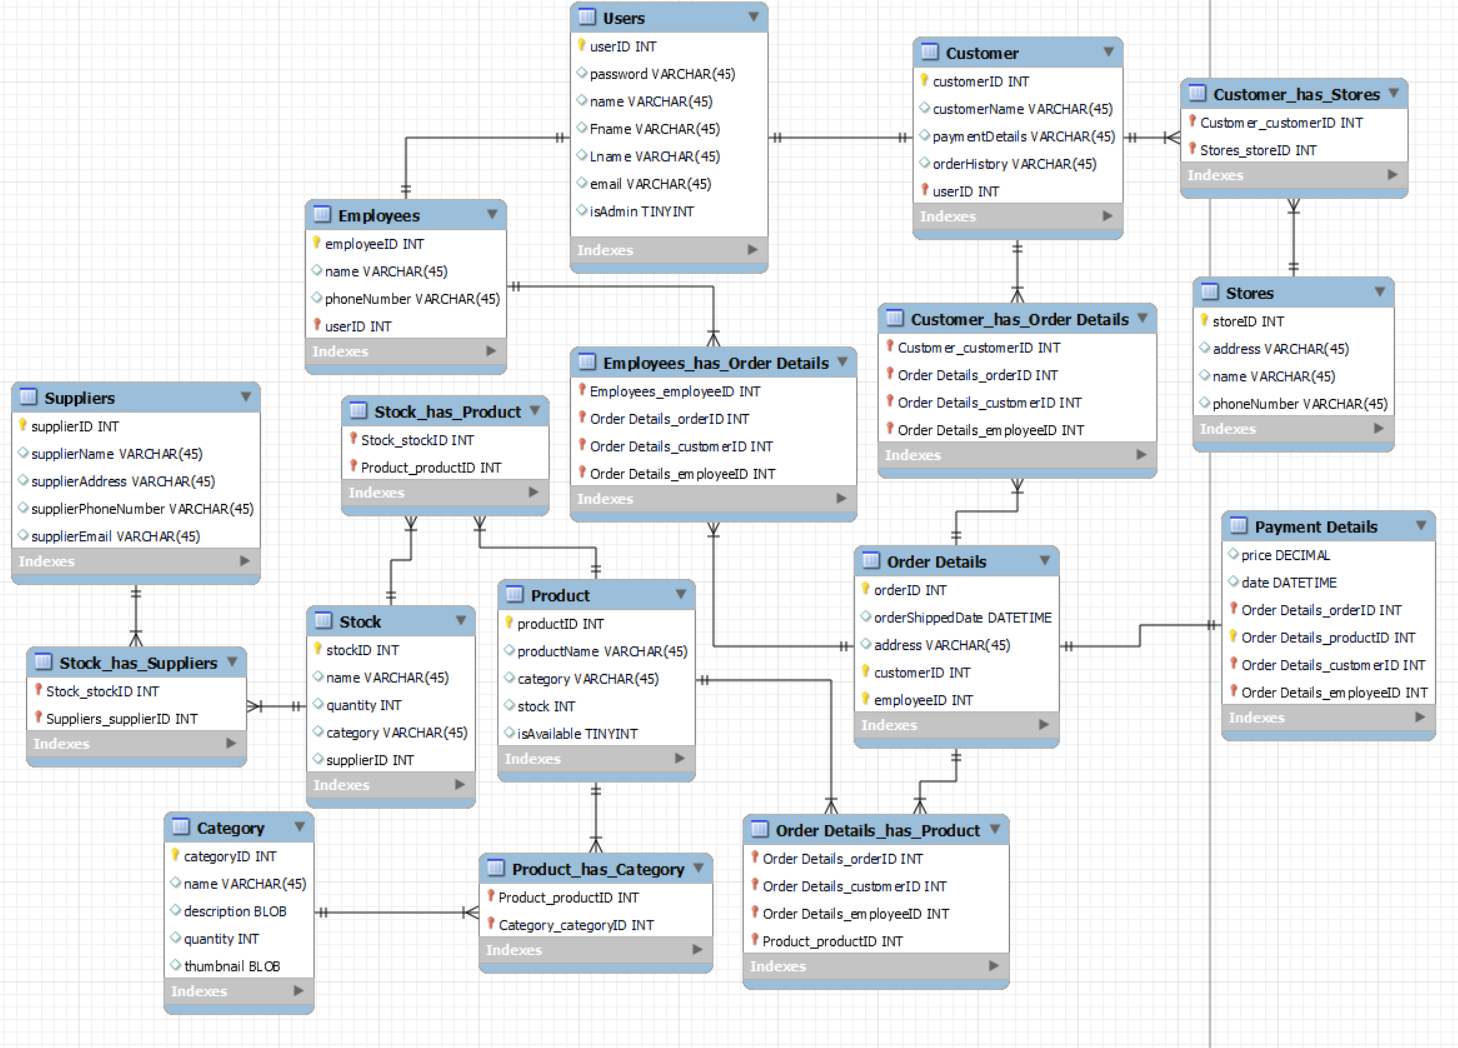 Users
userID INT
password VARCHAR(45)
name VARCHAR(45)
Fname VARCHAR(45)
Lname VARCHAR(45)
email VARCHAR(45)
isAdmin TINYINT
Indexes
Customer
customerID INT
customerName VARCHAR(45)
paymentDetails VARCHAR(45)
orderHistory VARCHAR(45)
userID INT
Indexes
Customer_has_Stores
Customer_customerID INT
Stores_storeID INT
Indexes
Employees
employeeID INT
name VARCHAR(45)
phoneNumber VARCHAR(45)
userID INT
Indexes
Stores
storeID INT
address VARCHAR(45)
name VARCHAR(45)
phoneNumber VARCHAR(45)
Indexes
Customer_has_Order Details
Customer_customerID INT
Order Details_orderID INT
Order Details_customerID INT
Order Details_employeeID INT
Indexes
Employees_has_Order Details
Employees_employeeID INT
Order Details_orderID INT
Order Details_customerID INT
Order Details_employeeID INT
Indexes
Suppliers
supplierID INT
supplierName VARCHAR(45)
supplierAddress VARCHAR(45)
supplierPhoneNumber VARCHAR(45)
supplierEmail VARCHAR(45)
Indexes
Stock_has_Product
Stock_stockID INT
Product_productID INT
Indexes
Payment Details
price DECIMAL
date DATETIME
Order Details_orderID INT
Order Details_productID INT
Order Details_customerID INT
Order Details_employeeID INT
Indexes
Order Details
orderID INT
orderShippedDate DATETIME
address VARCHAR(45)
customerID INT
employeeID INT
Indexes
Product
productID INT
productName VARCHAR(45)
category VARCHAR(45)
stock INT
isAvailable TINYINT
Indexes
Stock
stockID INT
name VARCHAR(45)
quantity INT
category VARCHAR(45)
supplierID INT
Indexes
Stock_has_Suppliers
Stock_stockID INT
Suppliers_supplierID INT
Indexes
Category
categoryID INT
name VARCHAR(45)
description BLOB
quantity INT
thumbnail BLOB
Indexes
Product_has_Category
Product_productID INT
Category_categoryID INT
Indexes
Order Details_has_Product
Order Details_orderID INT
Order Details_customerID INT
Order Details_employeeID INT
Product_productID INT
Indexes